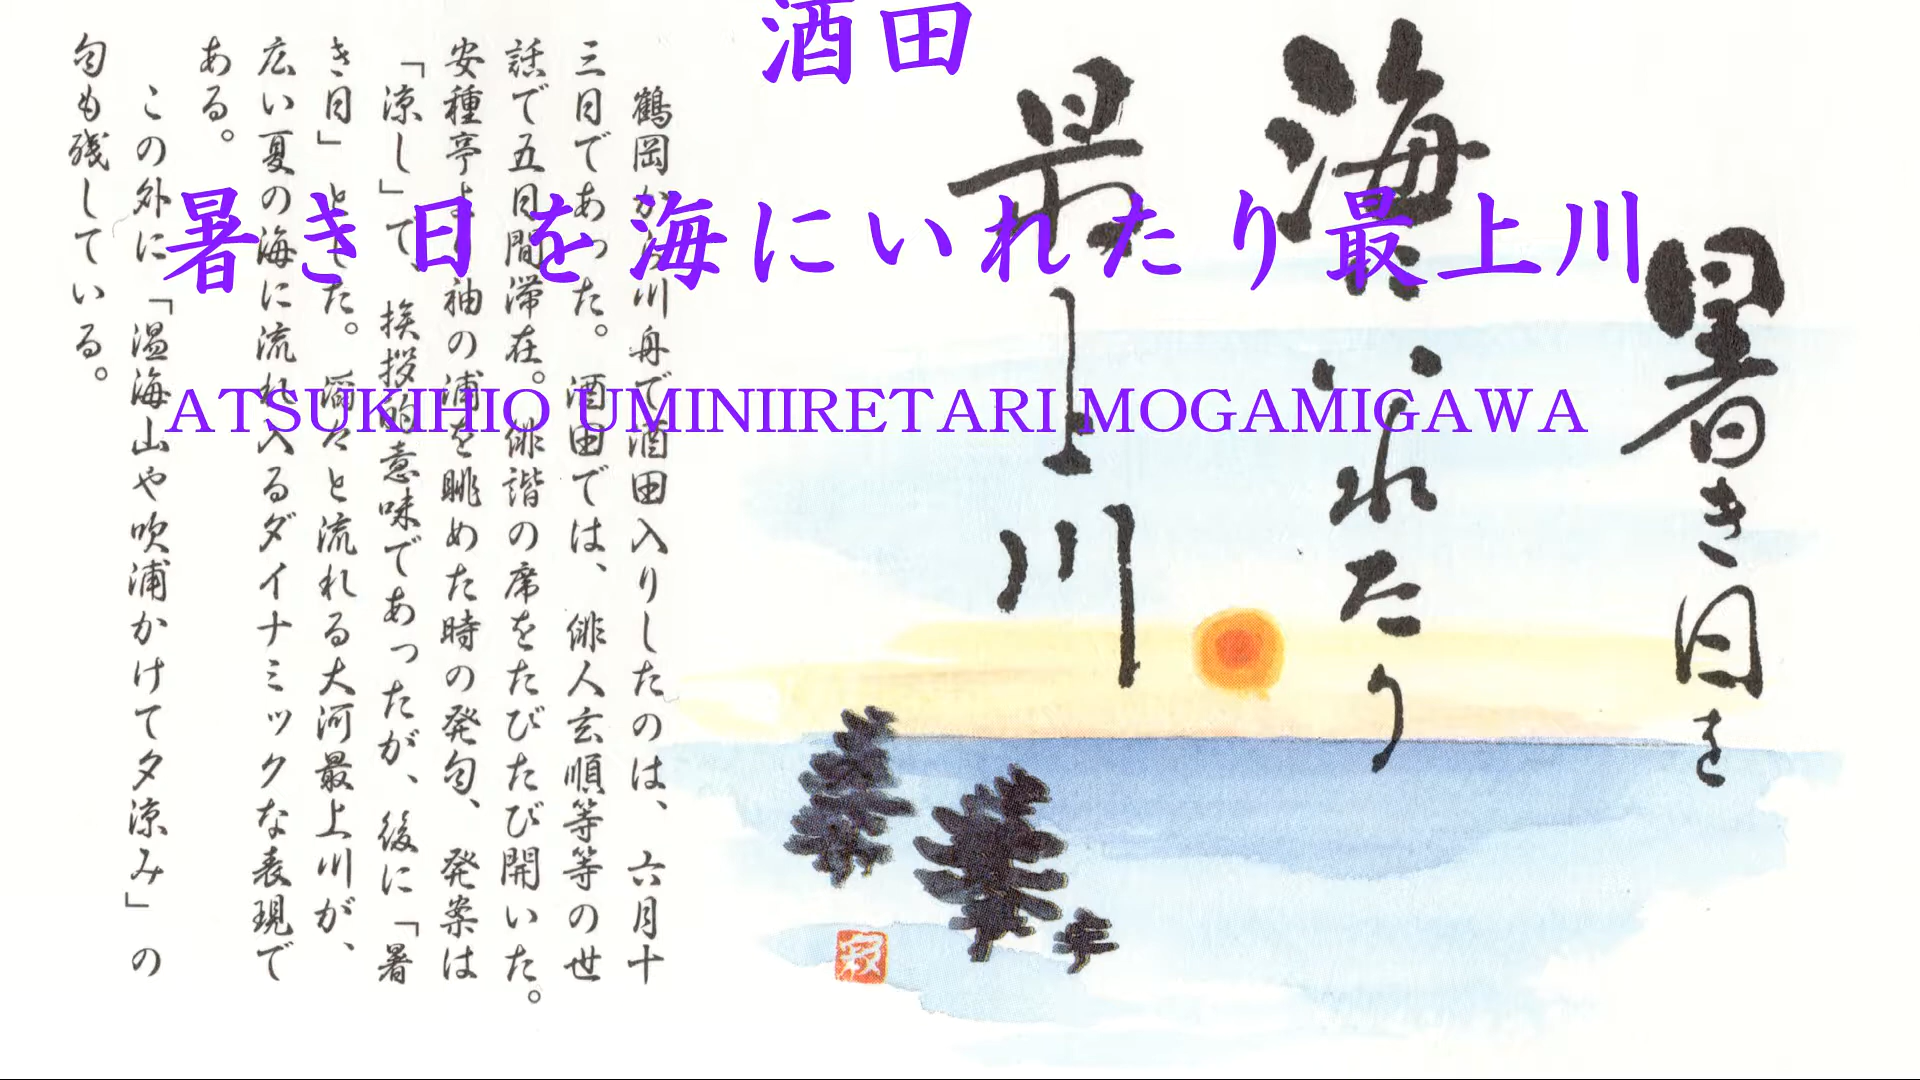 酒田
暑き日を海にいれたり最上川
ATSUKIHIO UMINIIRETARI MOGAMIGAWA
暑き日を
海にいれたり
最上川
鶴岡から川舟で酒田入りしたのは、六月十
三日であった。酒田では、俳人玄順等等の世
話で五日間滞在。俳諧の席をたびたび開いた。
安種亭より袖の浦を眺めた時の発句、発案は
「涼し」で、挨拶的意味であったが、後に「暑
き日」とした。滔々と流れる大河最上川が、
広い夏の海に流れ入るダイナミックな表現で
ある。
この外に「温海山や吹浦かけて夕涼み」の
句も残している。
寂